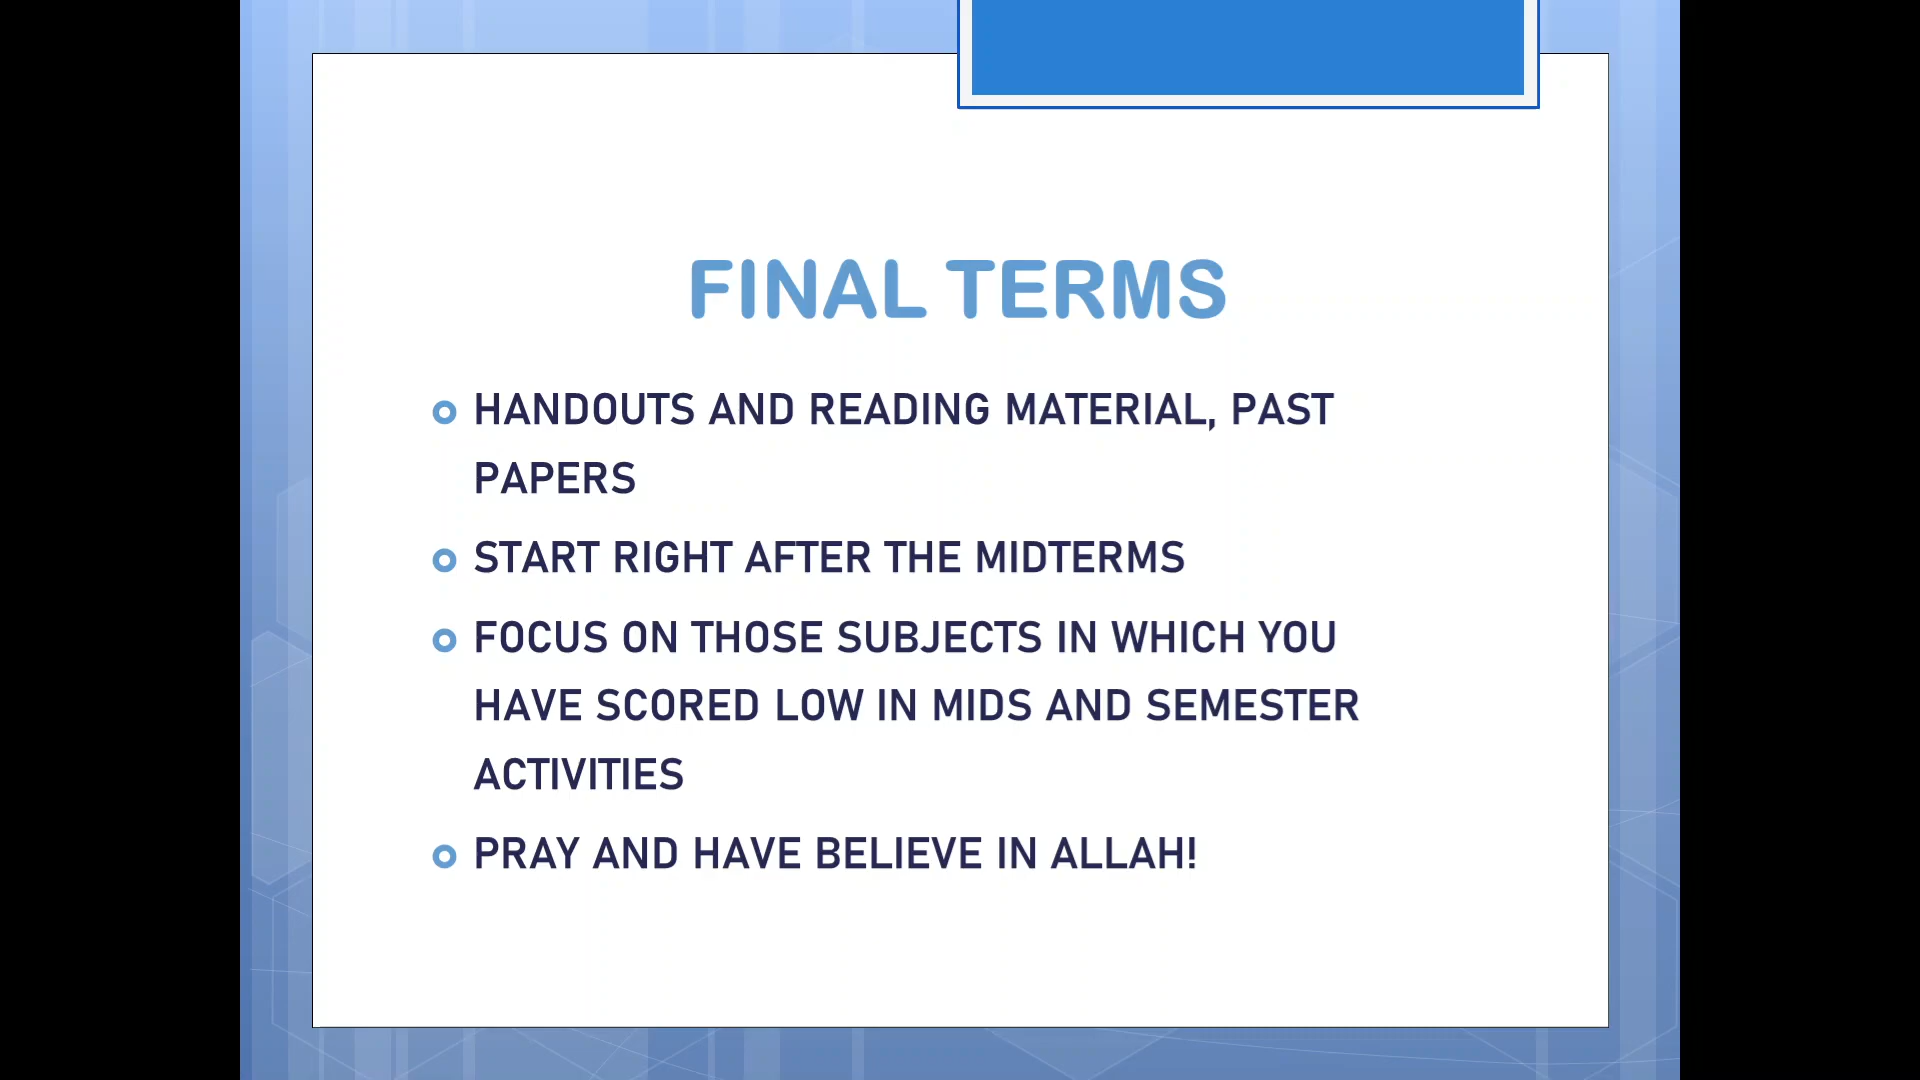 FINAL TERMS
HANDOUTS AND READING MATERIAL, PAST
PAPERS
START RIGHT AFTER THE MIDTERMS
FOCUS ON THOSE SUBJECTS IN WHICH YOU
HAVE SCORED LOW IN MIDS AND SEMESTER
ACTIVITIES
PRAY AND HAVE BELIEVE IN ALLAH!